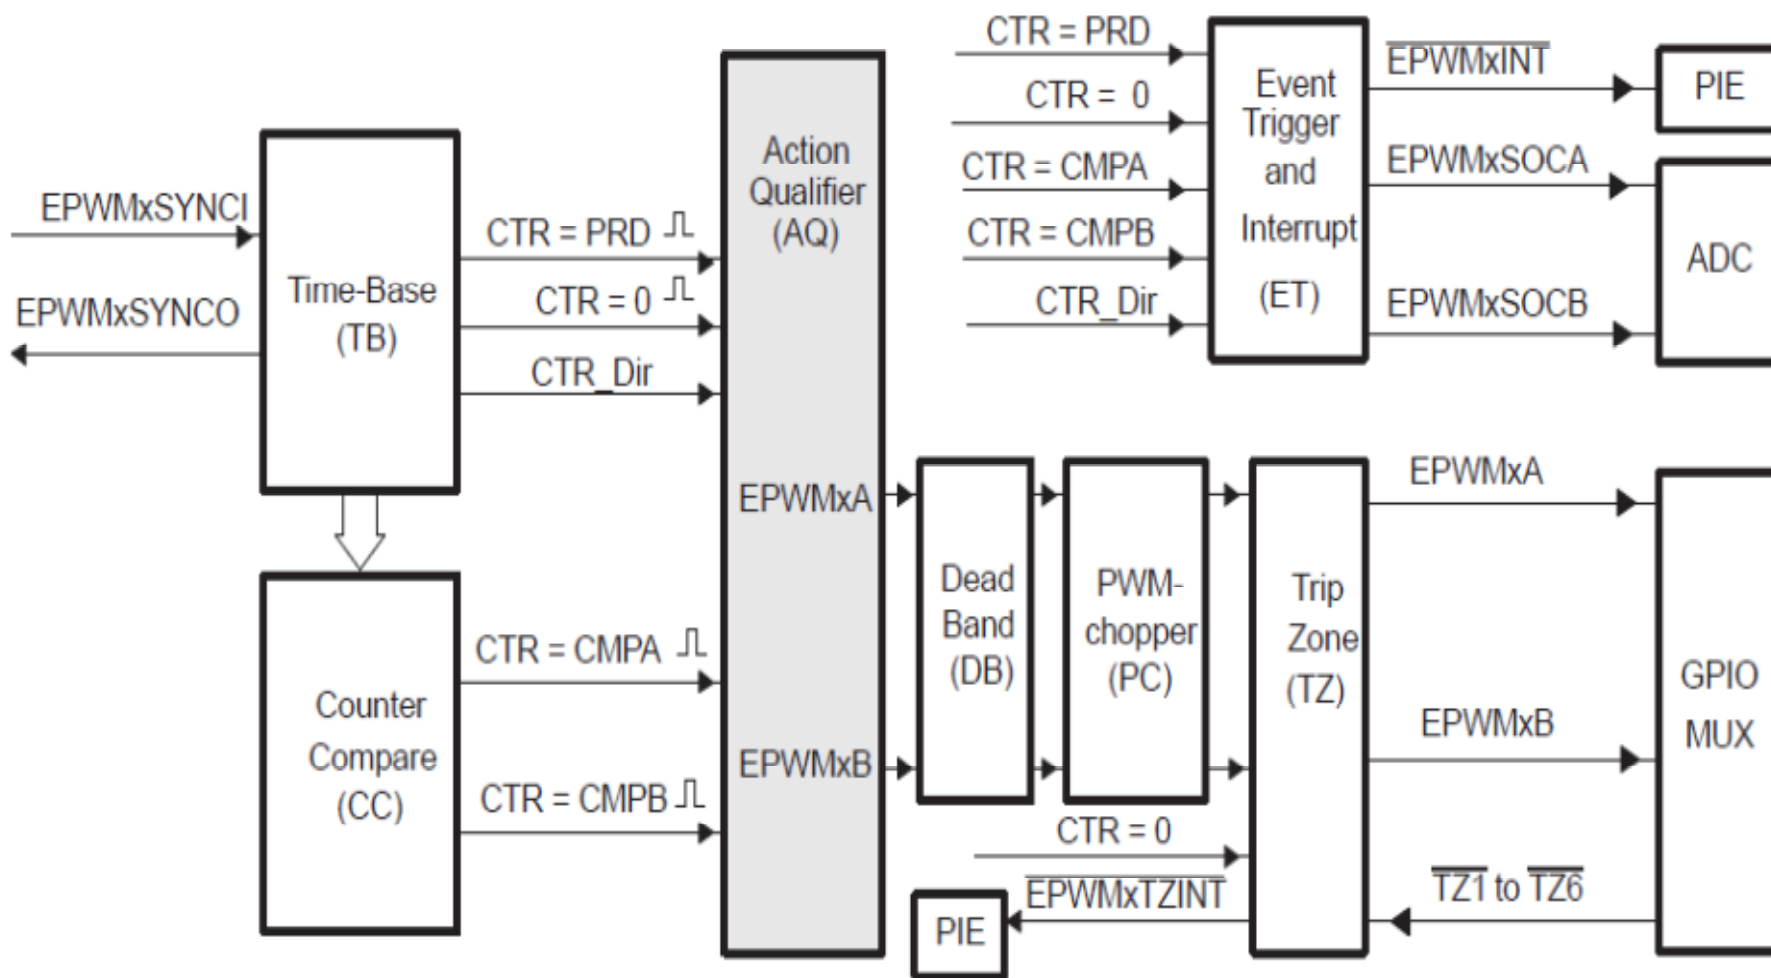 EPWMxSYNCI
EPWMxSYNCO
Time-Base
(TB)
CTR = PRD
CTR = 0
CTR_Dir
Counter
Compare
(CC)
CTR = CMPA
CTR = CMPB
Action
Qualifier
(AQ)
EPWMxA
EPWMxB
CTR = PRD
CTR = 0
CTR = CMPA
CTR = CMPB
CTR_Dir
Event
Trigger
and
Interrupt
(ET)
EPWMxINT
EPWMxSOCA
EPWMxSOCB
PIE
ADC
Dead
Band
(DB)
PWM-
chopper
(PC)
Trip
Zone
(TZ)
CTR = 0
EPWMxTZINT
PIE
EPWMxA
EPWMxB
TZ1 to TZ6
GPIO
MUX